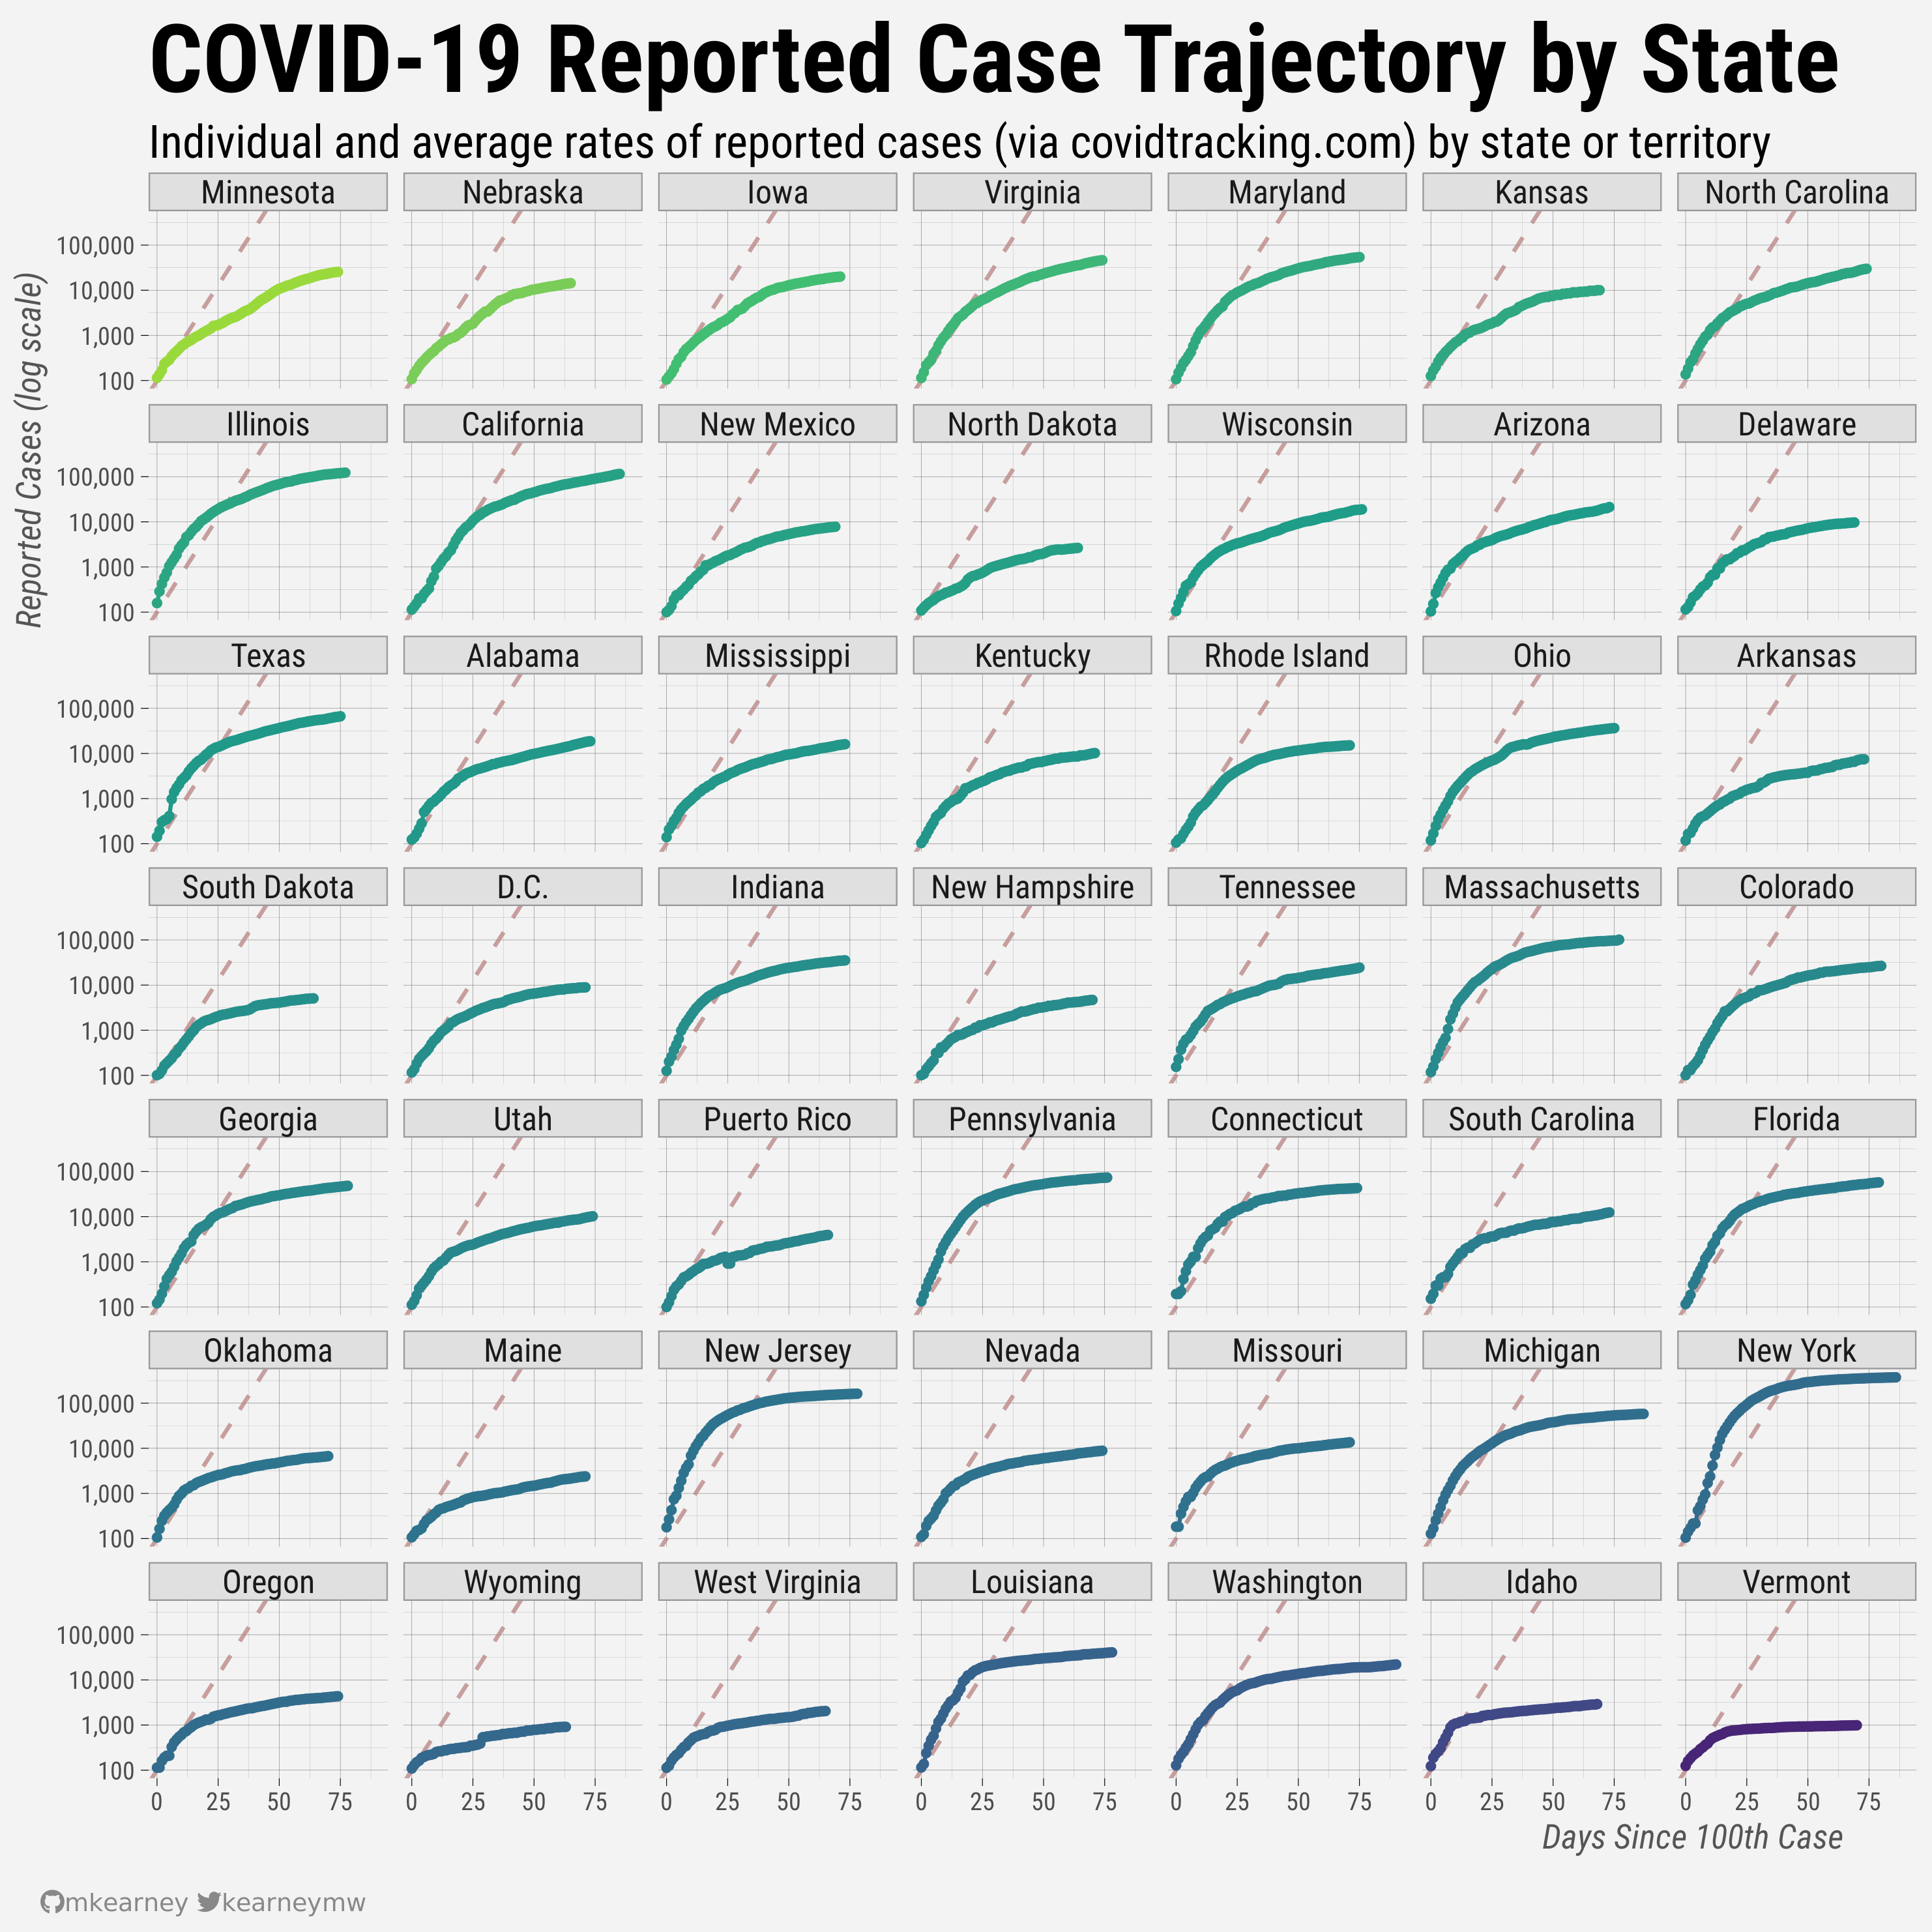 COVID-19 Reported Case Trajectory by State
Individual and average rates of reported cases (via covidtracking.com) by state or territory
Minnesota Nebraska Iowa Virginia Maryland Kansas North Carolina
100,000
10,000
1,000
100
Reported Cases (log scale)
Illinois California New Mexico North Dakota Wisconsin Arizona Delaware
100,000
10,000
1,000
100
Texas Alabama Mississippi Kentucky Rhode Island Ohio Arkansas
100,000
10,000
1,000
100
South Dakota D.C. Indiana New Hampshire Tennessee Massachusetts Colorado
100,000
10,000
1,000
100
Georgia Utah Puerto Rico Pennsylvania Connecticut South Carolina Florida
100,000
10,000
1,000
100
Oklahoma Maine New Jersey Nevada Missouri Michigan New York
100,000
10,000
1,000
100
Oregon Wyoming West Virginia Louisiana Washington Idaho Vermont
100,000
10,000
1,000
100
0 25 50 75 0 25 50 75 0 25 50 75 0 25 50 75 0 25 50 75 0 25 50 75 0 25 50 75
Days Since 100th Case
mkearney kearneymw